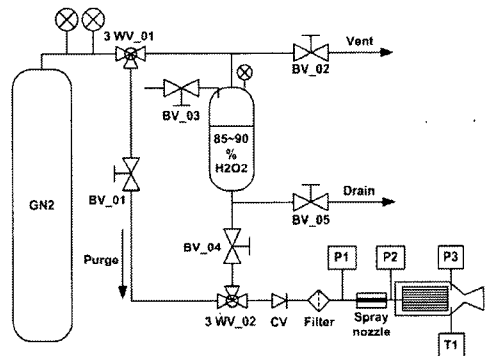 3 WV_01
Vent
BV_02
BV_03
85~90
%
H2O2
GN2
BV_01
Drain
BV_05
BV_04
Purge
P1
P2
P3
3 WV_02
CV
Filter
Spray
nozzle
T1